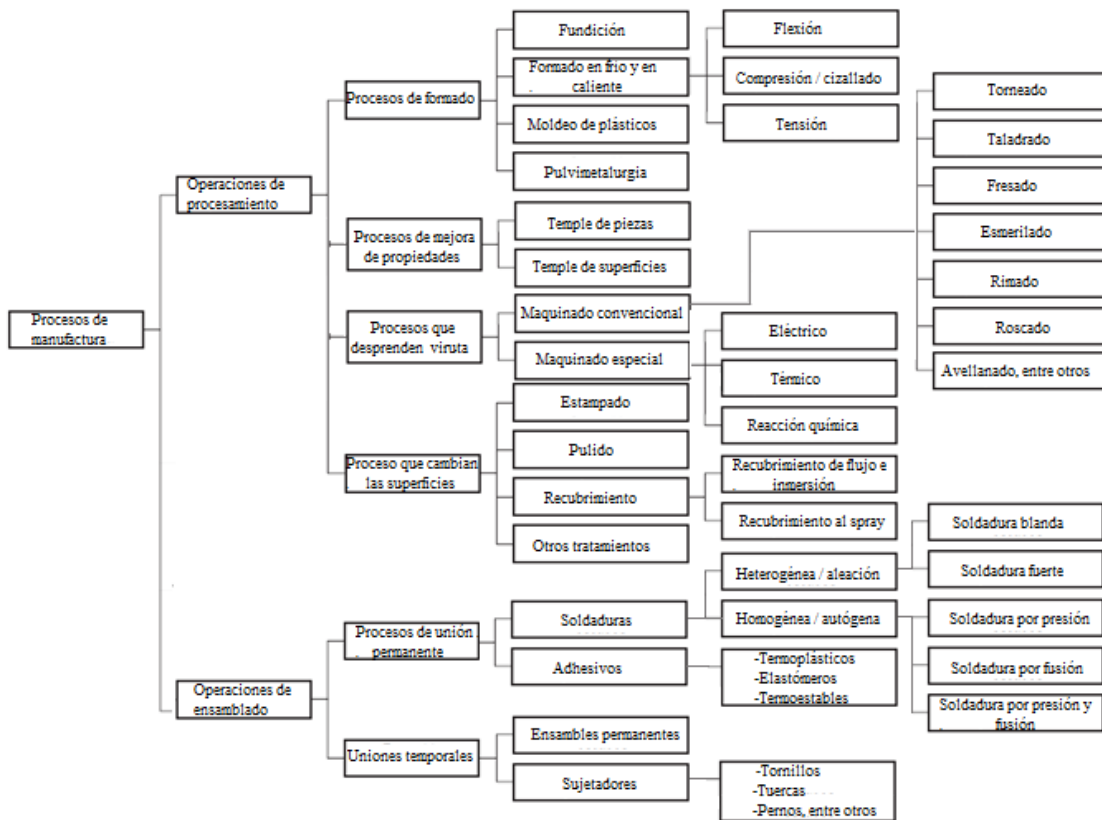 Procesos de
manufactura
Operaciones de
procesamiento
Procesos de formado
Fundición
Formado en frio y en
caliente
Flexión
Compresión / cizallado
Tensión
Moldeo de plásticos
Pulvimetalurgia
Procesos de mejora
de propiedades
Temple de piezas
Temple de superficies
Procesos que
desprenden viruta
Maquinado convencional
Torneado
Taladrado
Fresado
Esmerilado
Rimado
Roscado
Avellanado, entre otros
Maquinado especial
Eléctrico
Térmico
Reacción química
Proceso que cambian
las superficies
Estampado
Pulido
Recubrimiento
Recubrimiento de flujo e
inmersión
Recubrimiento al spray
Otros tratamientos
Operaciones de
ensamblado
Procesos de unión
permanente
Soldaduras
Heterogénea / aleación
Soldadura blanda
Soldadura fuerte
Homogénea / autógena
Soldadura por presión
Soldadura por fusión
Soldadura por presión y
fusión
Adhesivos
-Termoplásticos
-Elastómeros
-Termoestables
Uniones temporales
Ensambles permanentes
Sujetadores
-Tornillos
-Tuercas
-Pernos, entre otros